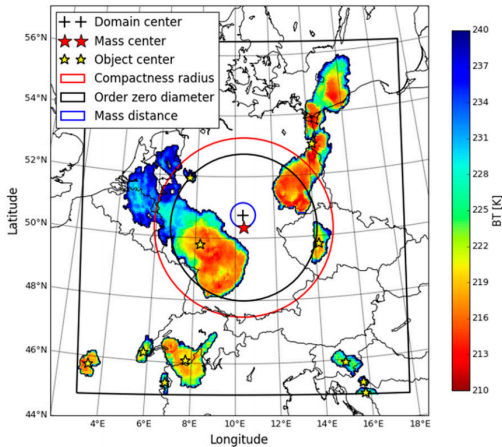 Domain center
Mass center
Object center
Compactness radius
Order zero diameter
Mass distance
56°N
54°N
52°N
50°N
48°N
46°N
44°N
Latitude
2°E 4°E 6°E 8°E 10°E 12°E 14°E 16°E 18°E
Longitude
240
237
234
231
228
225
222
219
216
213
210
BT [K]